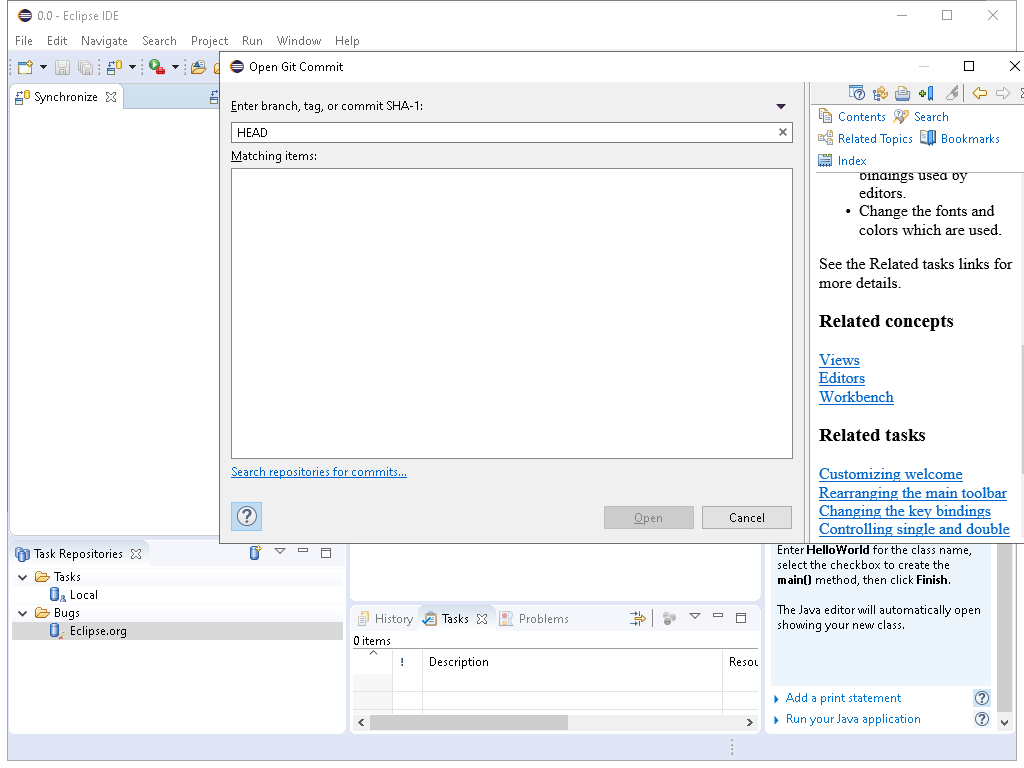 0.0 - Eclipse IDE
File Edit Navigate Search Project Run Window Help
Synchronize
Open Git Commit
Enter branch, tag, or commit SHA-1:
HEAD
Matching items:
Search repositories for commits...
Open Cancel
Contents Search
Related Topics Bookmarks
Index
bindings used by
editors.
• Change the fonts and
colors which are used.
See the Related tasks links for
more details.
Related concepts
Views
Editors
Workbench
Related tasks
Customizing welcome
Rearranging the main toolbar
Changing the key bindings
Controlling single and double
Task Repositories
Tasks
Local
Bugs
Eclipse.org
History Tasks Problems
0 items
! Description Resou
Enter HelloWorld for the class name,
select the checkbox to create the
main() method, then click Finish.
The Java editor will automatically open
showing your new class.
Add a print statement
Run your Java application